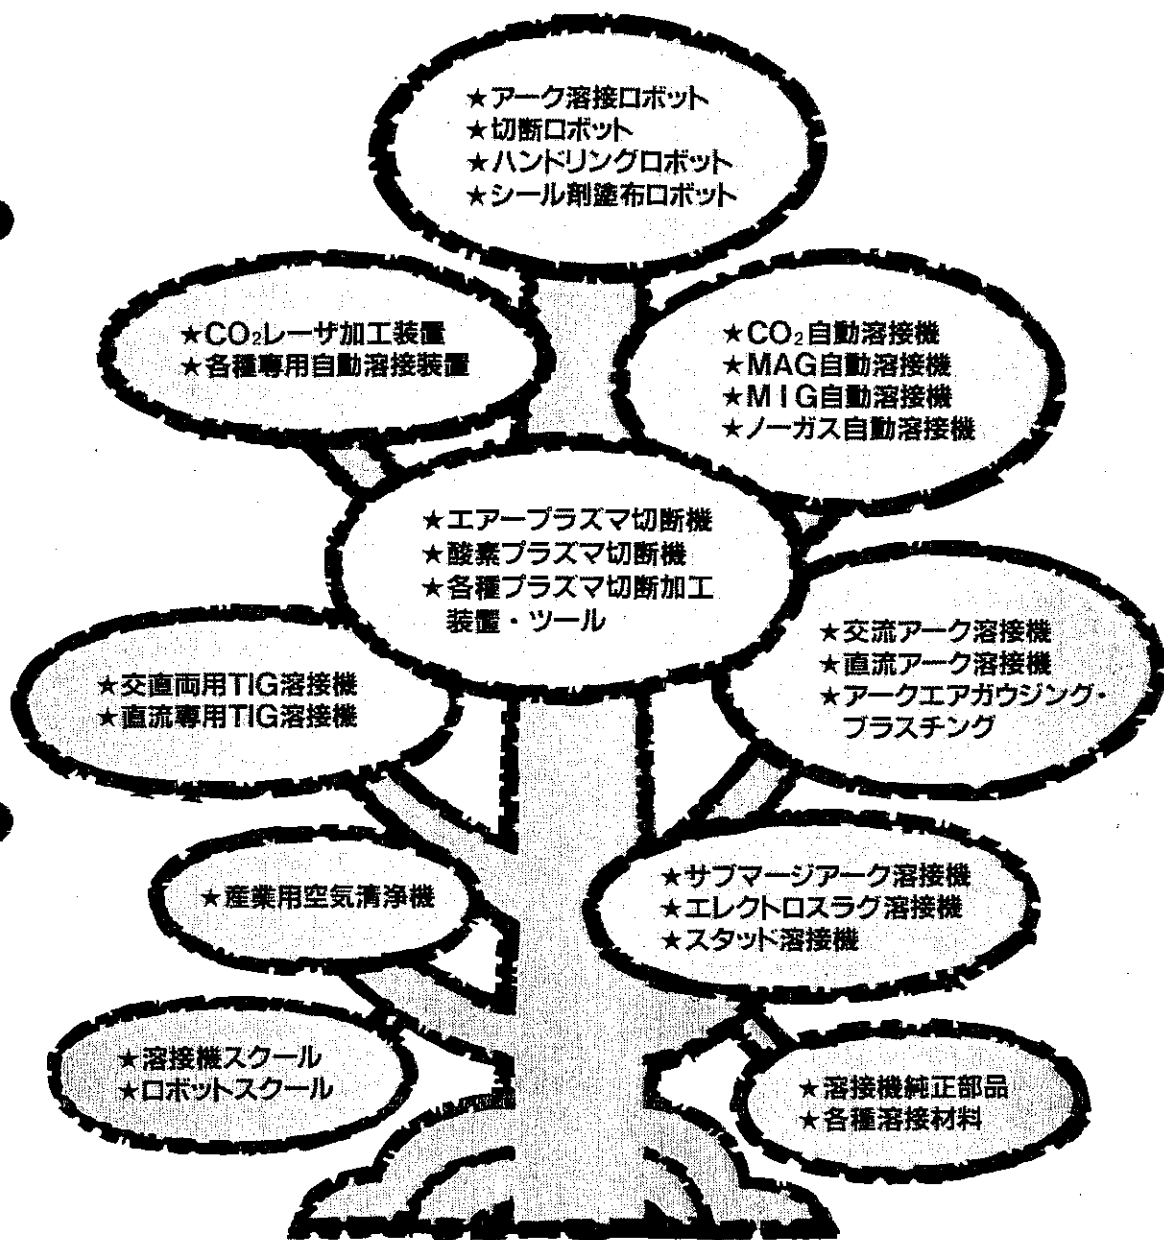 ★アーク溶接ロボット
★切断ロボット
★ハンドリングロボット
★シール剤塗布ロボット
★CO₂レーザ加工装置
★各種専用自動溶接装置
★CO₂自動溶接機
★MAG自動溶接機
★MIG自動溶接機
★ノーガス自動溶接機
★エアープラズマ切断機
★酸素プラズマ切断機
★各種プラズマ切断加工
装置・ツール
★交直両用TIG溶接機
★直流専用TIG溶接機
★交流アーク溶接機
★直流アーク溶接機
★アークエアガウジング・
ブラスチング
★産業用空気清浄機
★サブマージアーク溶接機
★エレクトロスラグ溶接機
★スタッド溶接機
★溶接機スクール
★ロボットスクール
★溶接機純正部品
★各種溶接材料